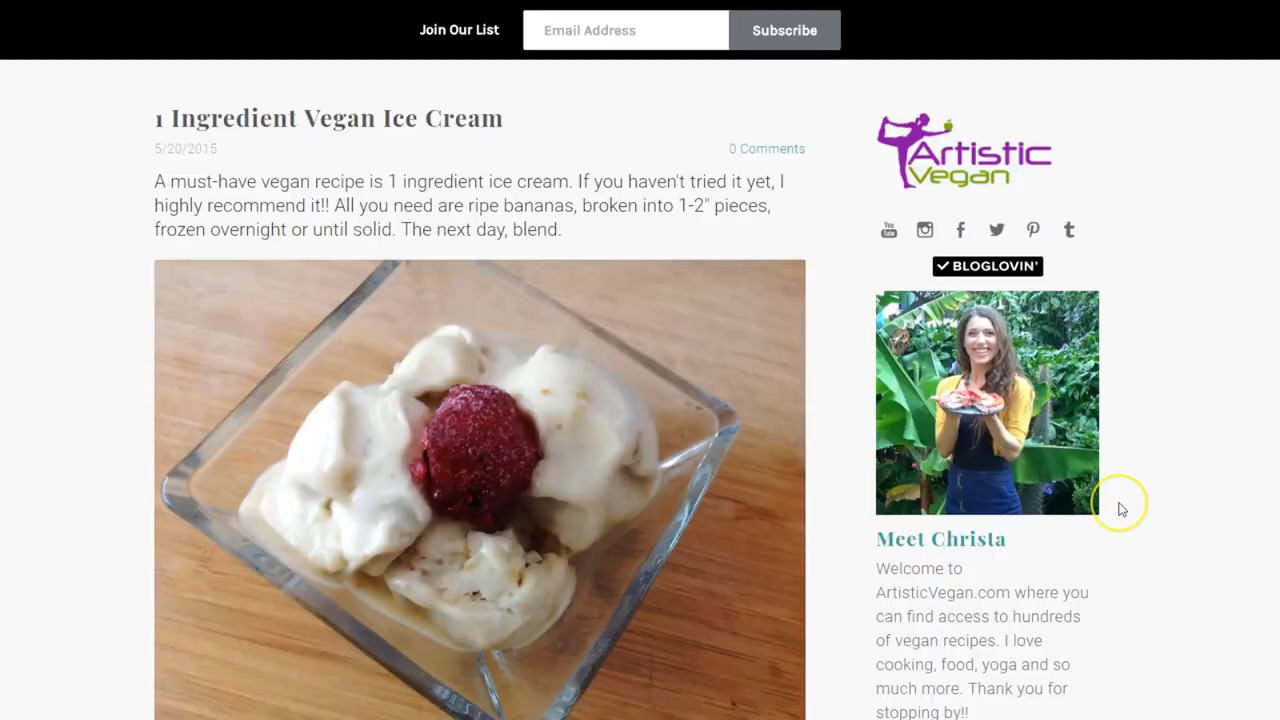 Join Our List
Email Address
Subscribe
1 Ingredient Vegan Ice Cream
5/20/2015
0 Comments
A must-have vegan recipe is 1 ingredient ice cream. If you haven't tried it yet, I
highly recommend it!! All you need are ripe bananas, broken into 1-2" pieces,
frozen overnight or until solid. The next day, blend.
Artistic
Vegan
You
Tube
BLOGLOVIN'
Meet Christa
Welcome to
ArtisticVegan.com where you
can find access to hundreds
of vegan recipes. I love
cooking, food, yoga and so
much more. Thank you for
stopping by!!